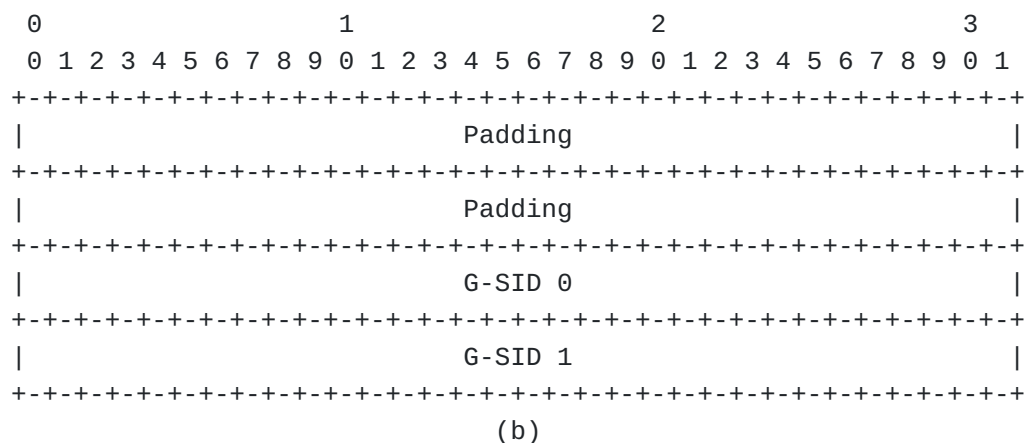 0                   1                   2                   3
 0 1 2 3 4 5 6 7 8 9 0 1 2 3 4 5 6 7 8 9 0 1 2 3 4 5 6 7 8 9 0 1
+-+-+-+-+-+-+-+-+-+-+-+-+-+-+-+-+-+-+-+-+-+-+-+-+-+-+-+-+-+-+-+-+
|                            Padding                            |
+-+-+-+-+-+-+-+-+-+-+-+-+-+-+-+-+-+-+-+-+-+-+-+-+-+-+-+-+-+-+-+-+
|                            Padding                            |
+-+-+-+-+-+-+-+-+-+-+-+-+-+-+-+-+-+-+-+-+-+-+-+-+-+-+-+-+-+-+-+-+
|                            G-SID 0                            |
+-+-+-+-+-+-+-+-+-+-+-+-+-+-+-+-+-+-+-+-+-+-+-+-+-+-+-+-+-+-+-+-+
|                            G-SID 1                            |
+-+-+-+-+-+-+-+-+-+-+-+-+-+-+-+-+-+-+-+-+-+-+-+-+-+-+-+-+-+-+-+-+
                               (b)